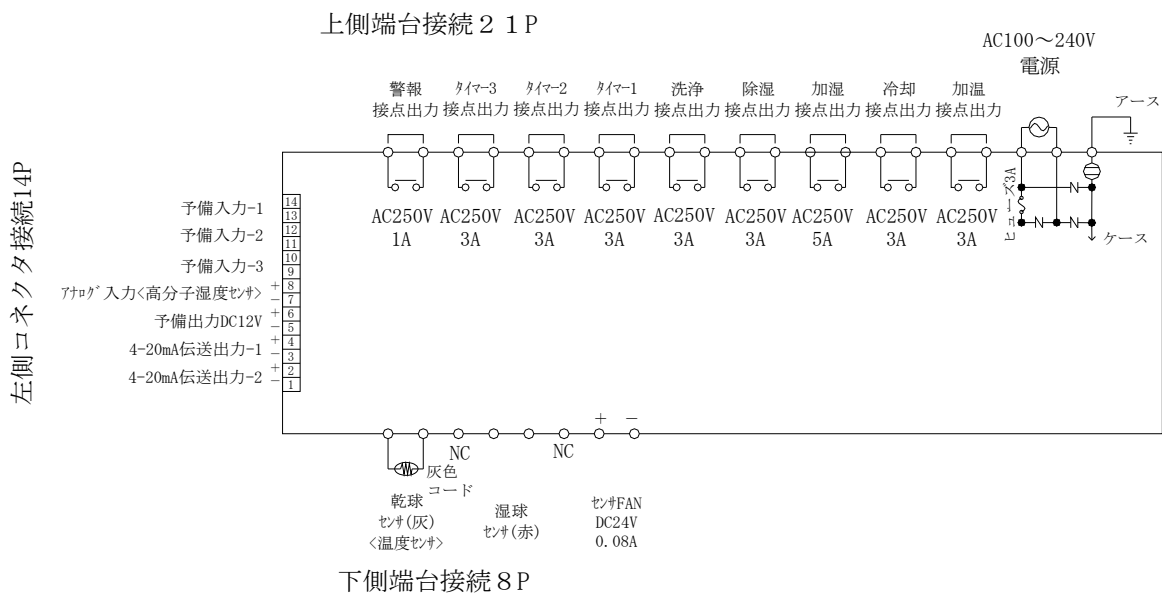 上側端台接続２１P
AC100～240V
電源
アース
警報
接点出力
ﾀｲﾏｰ3
接点出力
ﾀｲﾏｰ2
接点出力
ﾀｲﾏｰ1
接点出力
洗浄
接点出力
除湿
接点出力
加湿
接点出力
冷却
接点出力
加温
接点出力
AC250V
1A
AC250V
3A
AC250V
3A
AC250V
3A
AC250V
3A
AC250V
3A
AC250V
5A
AC250V
3A
AC250V
3A
ヒューズ3A
N
N
N
ケース
左側コネクタ接続14P
予備入力-1
予備入力-2
予備入力-3
ｱﾅﾛｸﾞ入力<高分子湿度ｾﾝｻ>
+
−
予備出力DC12V
+
−
4-20mA伝送出力-1
+
−
4-20mA伝送出力-2
+
−
14
13
12
11
10
9
8
7
6
5
4
3
2
1
NC
NC
+
−
灰色
コード
乾球
ｾﾝｻ(灰)
<温度ｾﾝｻ>
湿球
ｾﾝｻ(赤)
ｾﾝｻFAN
DC24V
0.08A
下側端台接続８P